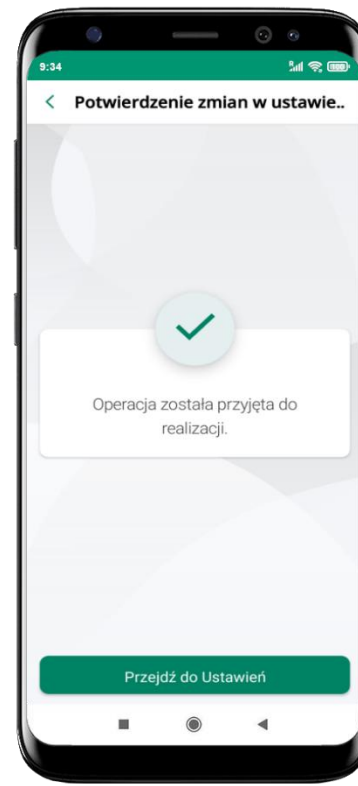 9:34
Potwierdzenie zmian w ustawie..
Operacja została przyjęta do
realizacji.
Przejdź do Ustawień